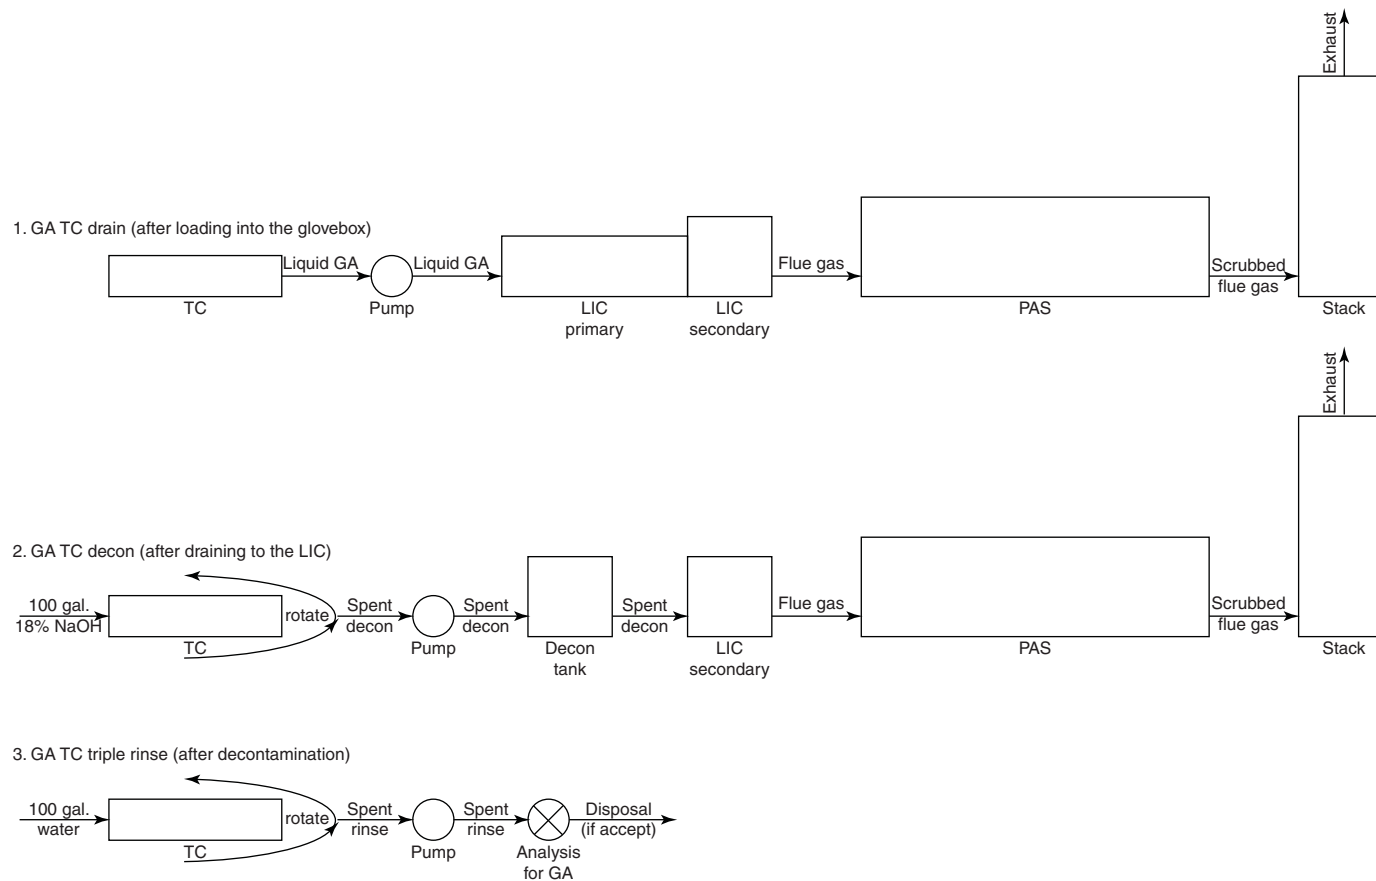 Exhaust
1. GA TC drain (after loading into the glovebox)
Liquid GA
Liquid GA
Flue gas
Scrubbed
flue gas
TC
Pump
LIC
primary
LIC
secondary
PAS
Stack
Exhaust
2. GA TC decon (after draining to the LIC)
100 gal.
18% NaOH
rotate
Spent
decon
Spent
decon
Spent
decon
Flue gas
Scrubbed
flue gas
TC
Pump
Decon
tank
LIC
secondary
PAS
Stack
3. GA TC triple rinse (after decontamination)
100 gal.
water
rotate
Spent
rinse
Spent
rinse
Disposal
(if accept)
TC
Pump
Analysis
for GA